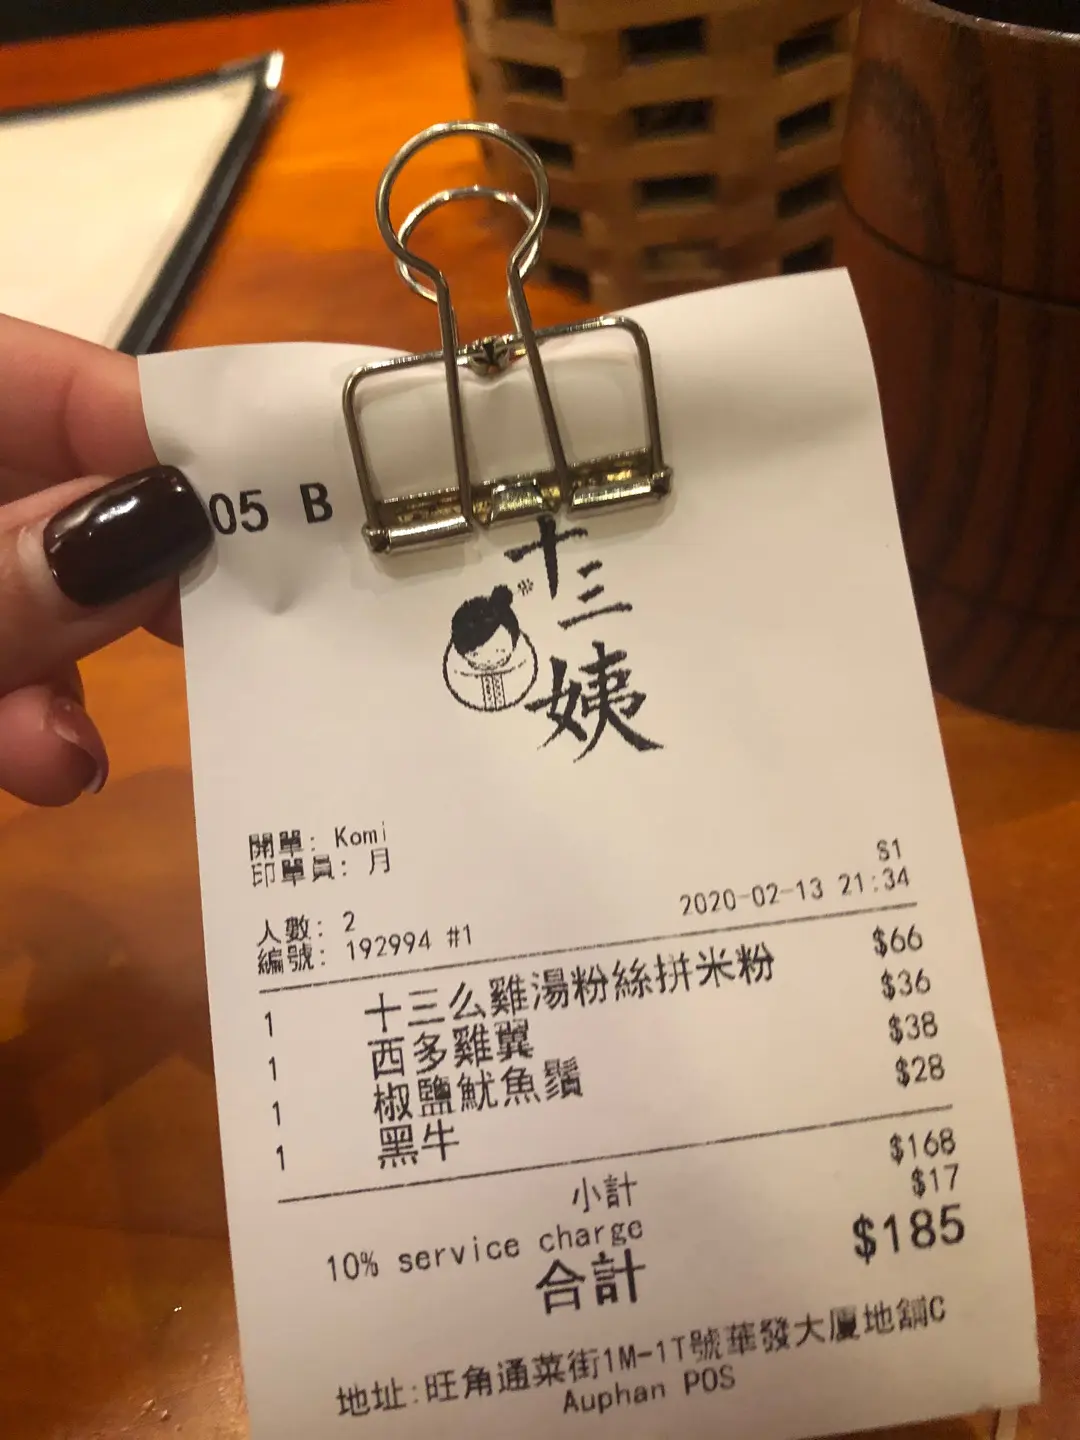 05 B
十三姨
開單: Komi
印單員: 月
S1
人數: 2
2020-02-13 21:34
編號: 192994 #1
1 十三么雞湯粉絲拼米粉 $66
1 西多雞翼 $36
1 椒鹽魷魚鬚 $38
1 黑牛 $28
小計 $168
10% service charge $17
合計 $185
地址:旺角通菜街1M-1T號華發大廈地舖C
Auphan POS